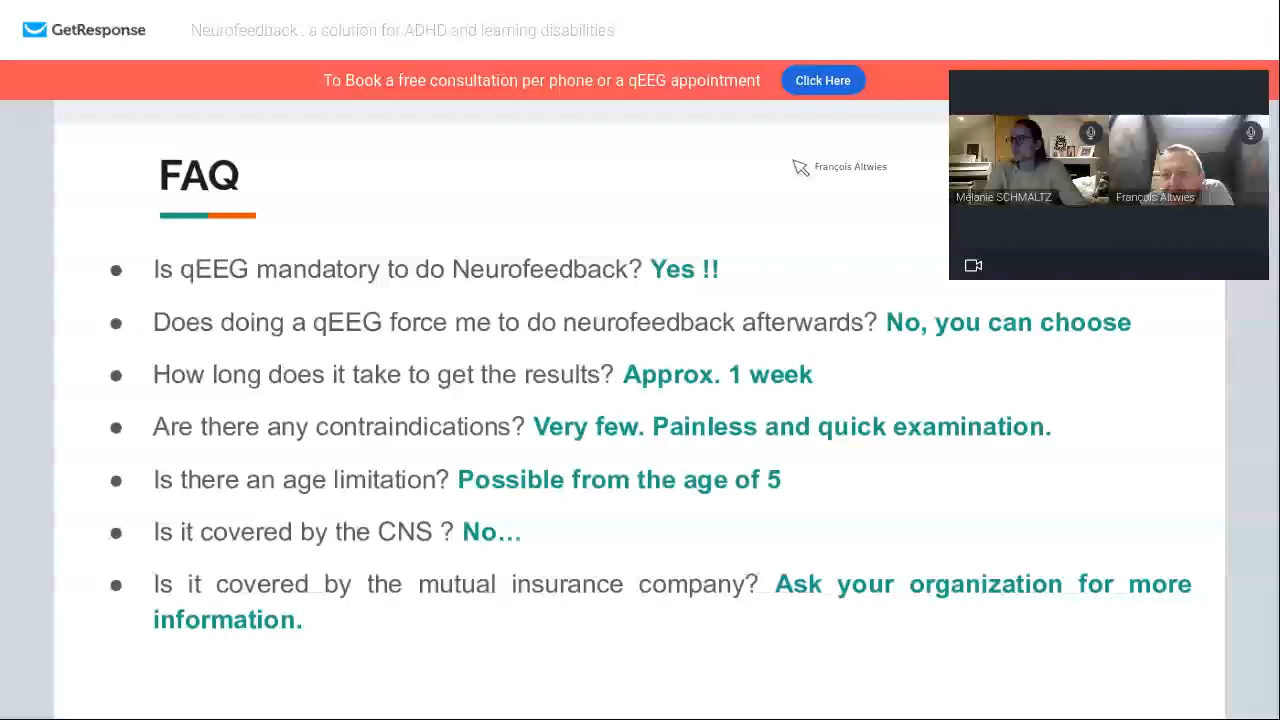 GetResponse
Neurofeedback : a solution for ADHD and learning disabilities
To Book a free consultation per phone or a qEEG appointment
Click Here
FAQ
François Altwies
Mélanie SCHMALTZ
François Altwies
● Is qEEG mandatory to do Neurofeedback? Yes !!
● Does doing a qEEG force me to do neurofeedback afterwards? No, you can choose
● How long does it take to get the results? Approx. 1 week
● Are there any contraindications? Very few. Painless and quick examination.
● Is there an age limitation? Possible from the age of 5
● Is it covered by the CNS ? No...
● Is it covered by the mutual insurance company? Ask your organization for more
information.